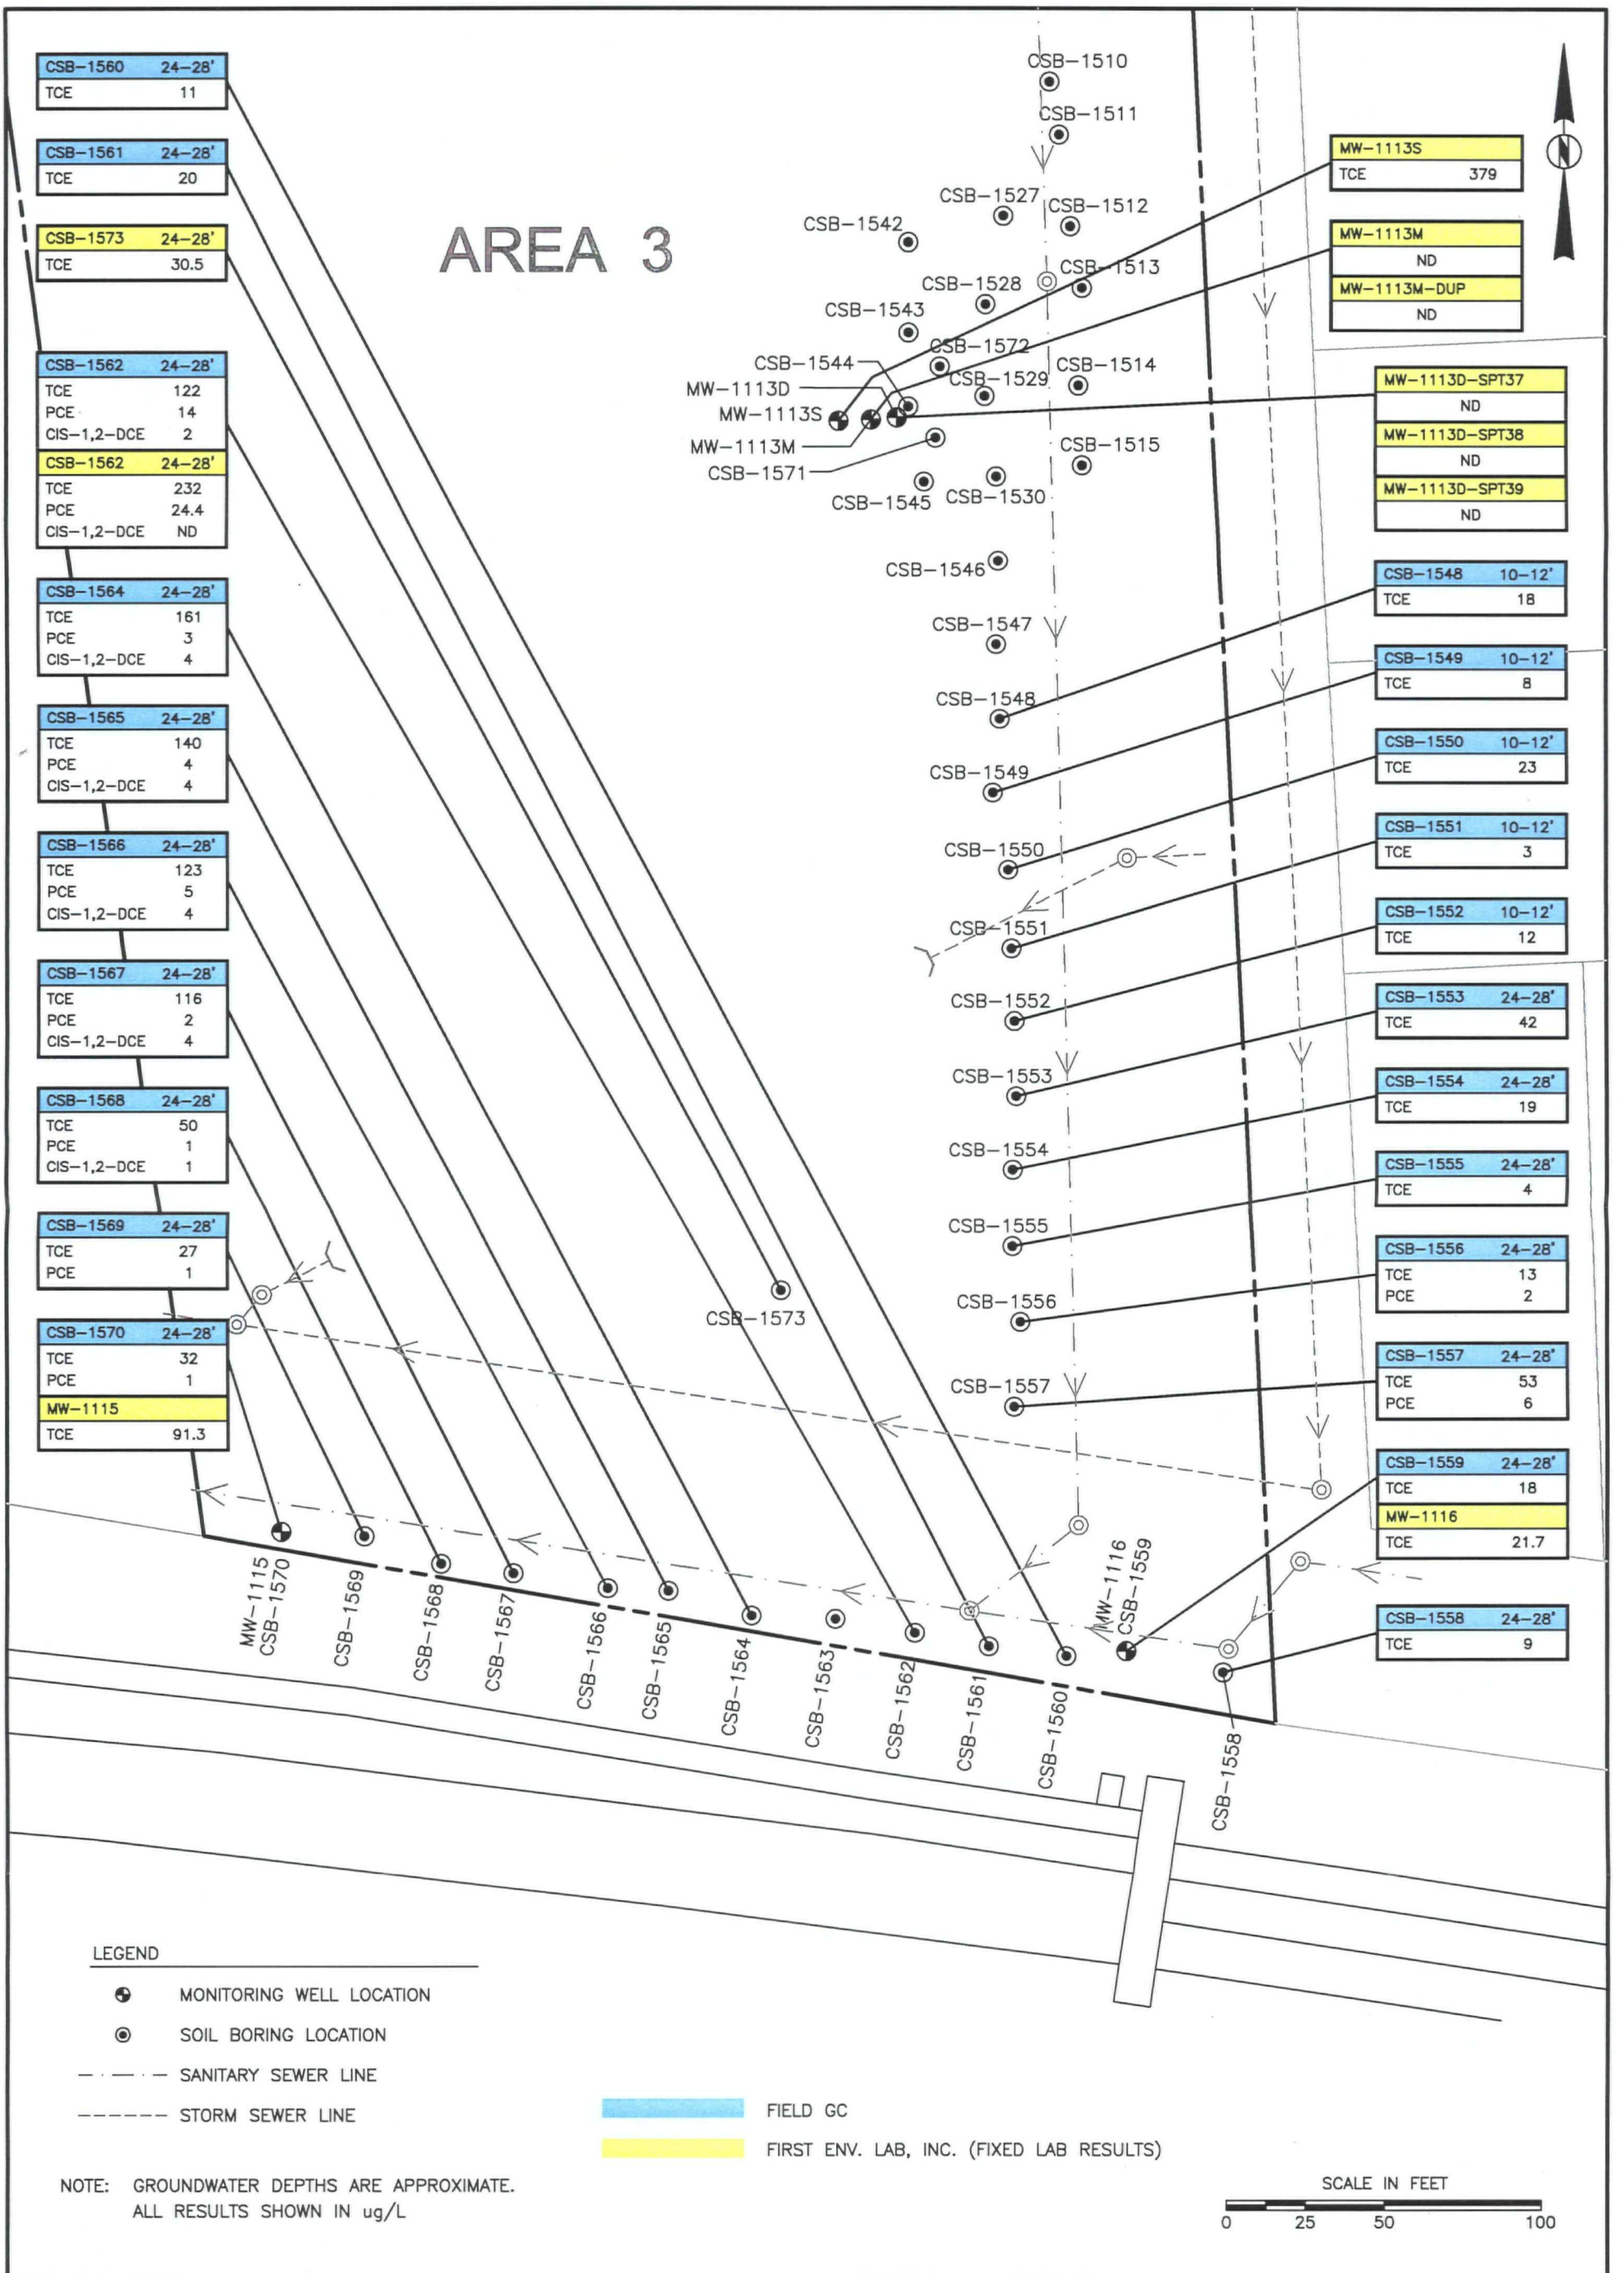 CSB-1560 24-28'
TCE 11
CSB-1561 24-28'
TCE 20
CSB-1573 24-28'
TCE 30.5
CSB-1562 24-28'
TCE 122
PCE 14
CIS-1,2-DCE 2
CSB-1562 24-28'
TCE 232
PCE 24.4
CIS-1,2-DCE ND
CSB-1564 24-28'
TCE 161
PCE 3
CIS-1,2-DCE 4
CSB-1565 24-28'
TCE 140
PCE 4
CIS-1,2-DCE 4
CSB-1566 24-28'
TCE 123
PCE 5
CIS-1,2-DCE 4
CSB-1567 24-28'
TCE 116
PCE 2
CIS-1,2-DCE 4
CSB-1568 24-28'
TCE 50
PCE 1
CIS-1,2-DCE 1
CSB-1569 24-28'
TCE 27
PCE 1
CSB-1570 24-28'
TCE 32
PCE 1
MW-1115
TCE 91.3
AREA 3
CSB-1510
CSB-1511
CSB-1527
CSB-1512
CSB-1542
CSB-1513
CSB-1528
CSB-1543
CSB-1572
CSB-1544
CSB-1514
CSB-1529
MW-1113D
MW-1113S
MW-1113M
CSB-1571
CSB-1515
CSB-1545
CSB-1530
CSB-1546
CSB-1547
CSB-1548
CSB-1549
CSB-1550
CSB-1551
CSB-1552
CSB-1553
CSB-1554
CSB-1555
CSB-1556
CSB-1573
CSB-1557
N
MW-1113S
TCE 379
MW-1113M
ND
MW-1113M-DUP
ND
MW-1113D-SPT37
ND
MW-1113D-SPT38
ND
MW-1113D-SPT39
ND
CSB-1548 10-12'
TCE 18
CSB-1549 10-12'
TCE 8
CSB-1550 10-12'
TCE 23
CSB-1551 10-12'
TCE 3
CSB-1552 10-12'
TCE 12
CSB-1553 24-28'
TCE 42
CSB-1554 24-28'
TCE 19
CSB-1555 24-28'
TCE 4
CSB-1556 24-28'
TCE 13
PCE 2
CSB-1557 24-28'
TCE 53
PCE 6
CSB-1559 24-28'
TCE 18
MW-1116
TCE 21.7
CSB-1558 24-28'
TCE 9
MW-1115
CSB-1570
CSB-1569
CSB-1568
CSB-1567
CSB-1566
CSB-1565
CSB-1564
CSB-1563
CSB-1562
CSB-1561
CSB-1560
MW-1116
CSB-1559
CSB-1558
LEGEND
MONITORING WELL LOCATION
SOIL BORING LOCATION
SANITARY SEWER LINE
STORM SEWER LINE
FIELD GC
FIRST ENV. LAB, INC. (FIXED LAB RESULTS)
NOTE: GROUNDWATER DEPTHS ARE APPROXIMATE.
ALL RESULTS SHOWN IN ug/L
SCALE IN FEET
0 25 50 100